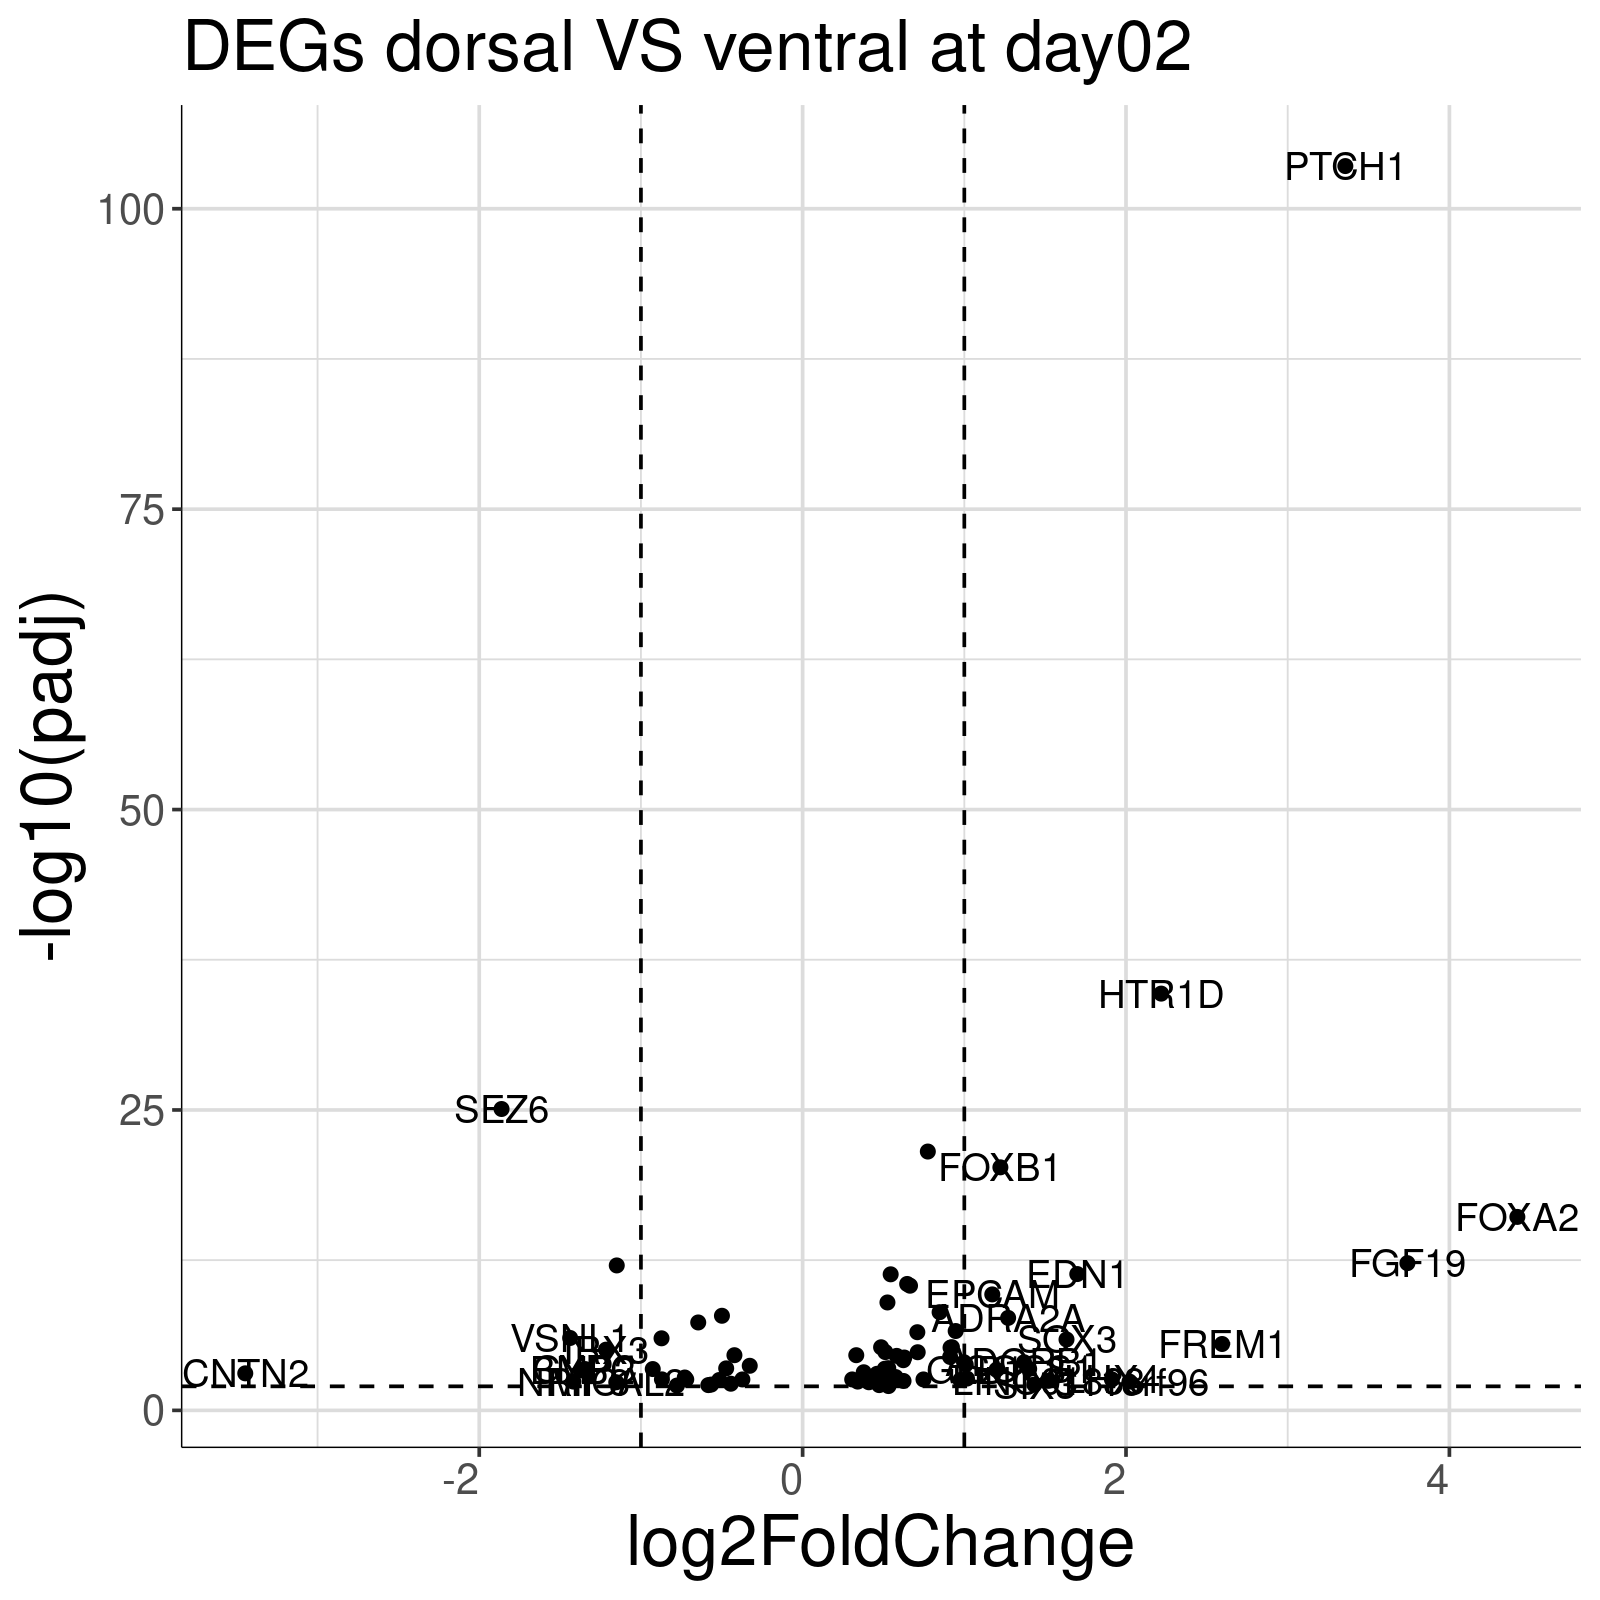 DEGs dorsal VS ventral at day02
-log10(padj)
100
75
50
25
0
PTCH1
HTR1D
SEZ6
FOXB1
FOXA2
FGF19
EDN1
EPCAM
ADRA2A
VSNL1
SOX3
FREM1
CNTN2
-2
0
2
4
log2FoldChange